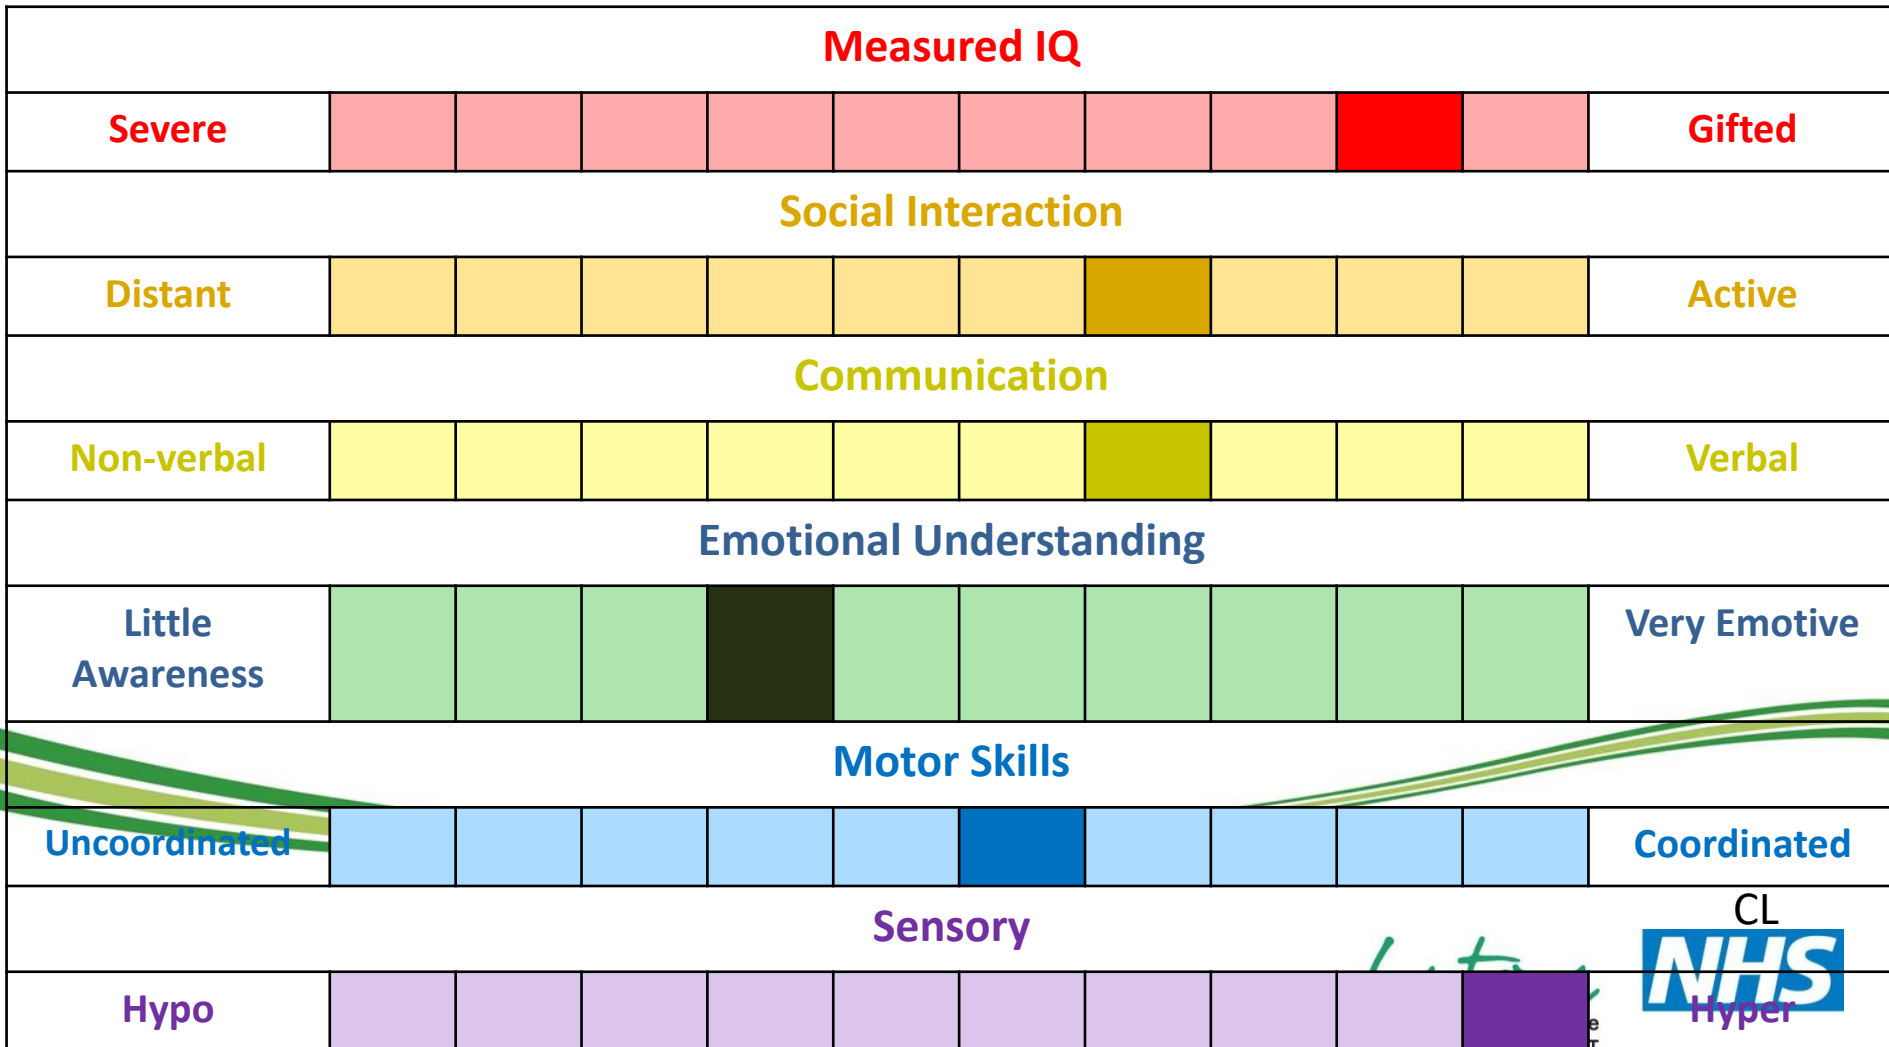 Measured IQ
Severe Gifted
Social Interaction
Distant Active
Communication
Non-verbal Verbal
Emotional Understanding
Little
Awareness
Very Emotive
Motor Skills
Uncoordinated Coordinated
CL
Sensory
NHS
Hypo Hyper